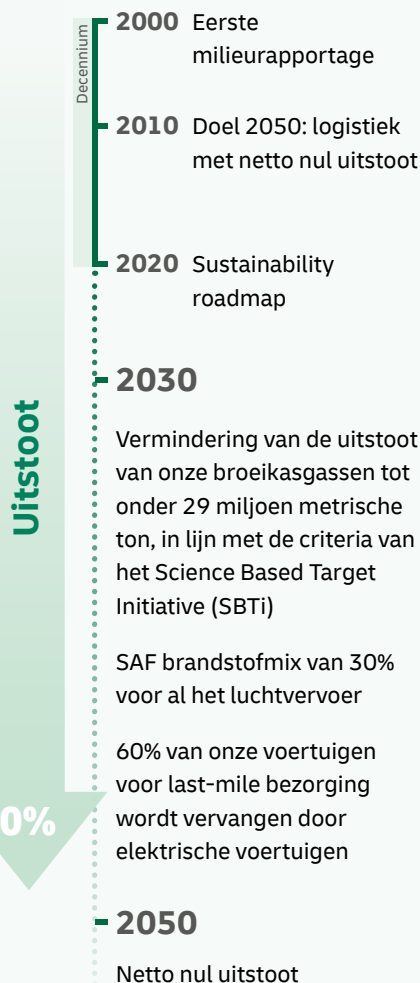 Decennium
2000 Eerste
milieurapportage
2010 Doel 2050: logistiek
met netto nul uitstoot
2020 Sustainability
roadmap
Uitstoot
2030
Vermindering van de uitstoot
van onze broeikasgassen tot
onder 29 miljoen metrische
ton, in lijn met de criteria van
het Science Based Target
Initiative (SBTi)
SAF brandstofmix van 30%
voor al het luchtvervoer
60% van onze voertuigen
voor last-mile bezorging
wordt vervangen door
elektrische voertuigen
0%
2050
Netto nul uitstoot